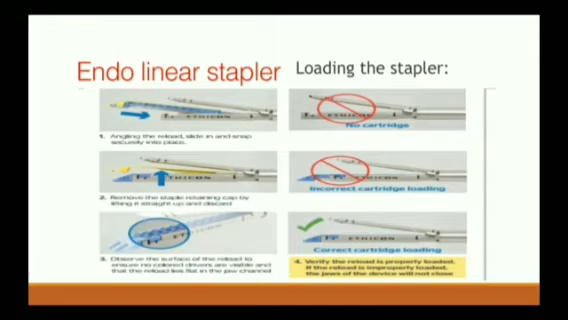 Endo linear stapler
Loading the stapler:
1. Angling the reload, slide in and snap
securely into place.
2. Remove the staple retaining cap by
lifting it straight up and discard
3. Observe the surface of the reload to
ensure no colored drivers are visible and
that the reload lies flat in the jaw channel
No cartridge
Incorrect cartridge loading
Correct cartridge loading
4. Verify the reload is properly loaded.
If the reload is improperly loaded,
the jaws of the device will not close